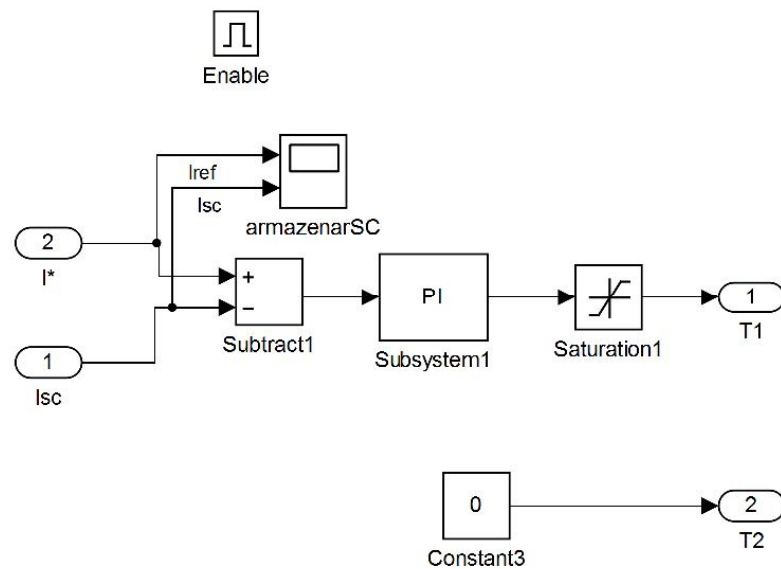 Enable
Iref
Isc
armazenarSC
2
I*
+
−
Subtract1
PI
Subsystem1
Saturation1
1
T1
1
Isc
0
Constant3
2
T2